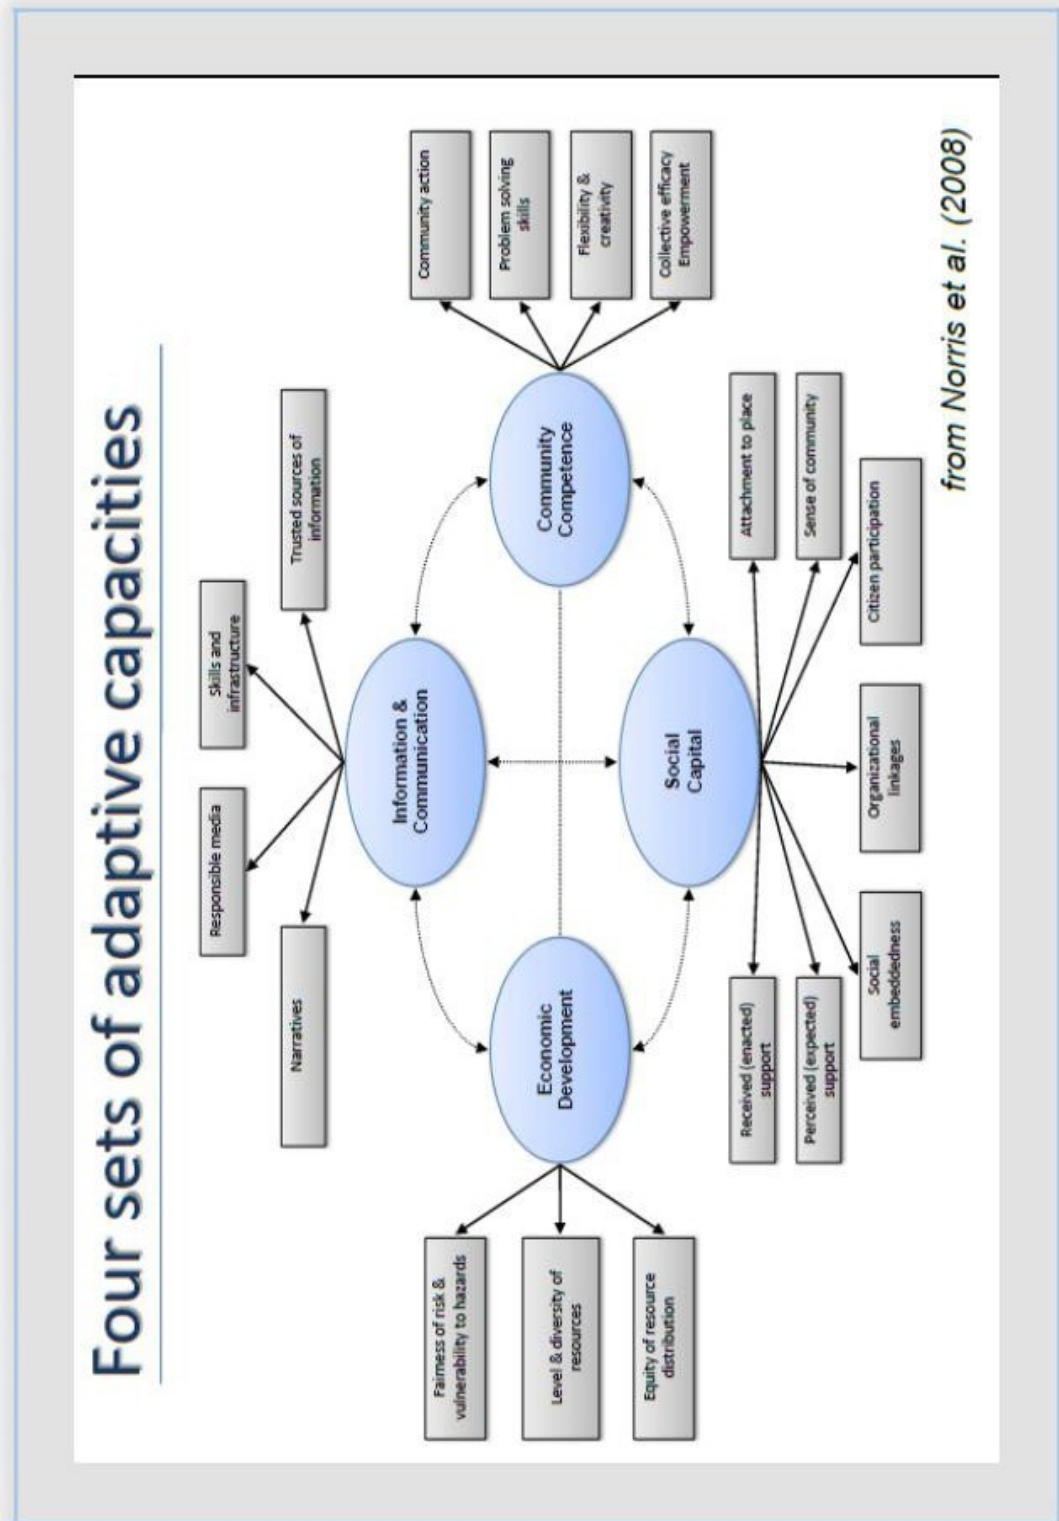 Four sets of adaptive capacities
Responsible media
Skills and
infrastructure
Narratives
Trusted sources of
information
Information &
Communication
Fairness of risk &
vulnerability to hazards
Level & diversity of
resources
Equity of resource
distribution
Economic
Development
Community
Competence
Community action
Problem solving
skills
Flexibility &
creativity
Collective efficacy
Empowerment
Social
Capital
Received (enacted)
support
Perceived (expected)
support
Social
embeddedness
Organizational
linkages
Citizen participation
Sense of community
Attachment to place
from Norris et al. (2008)